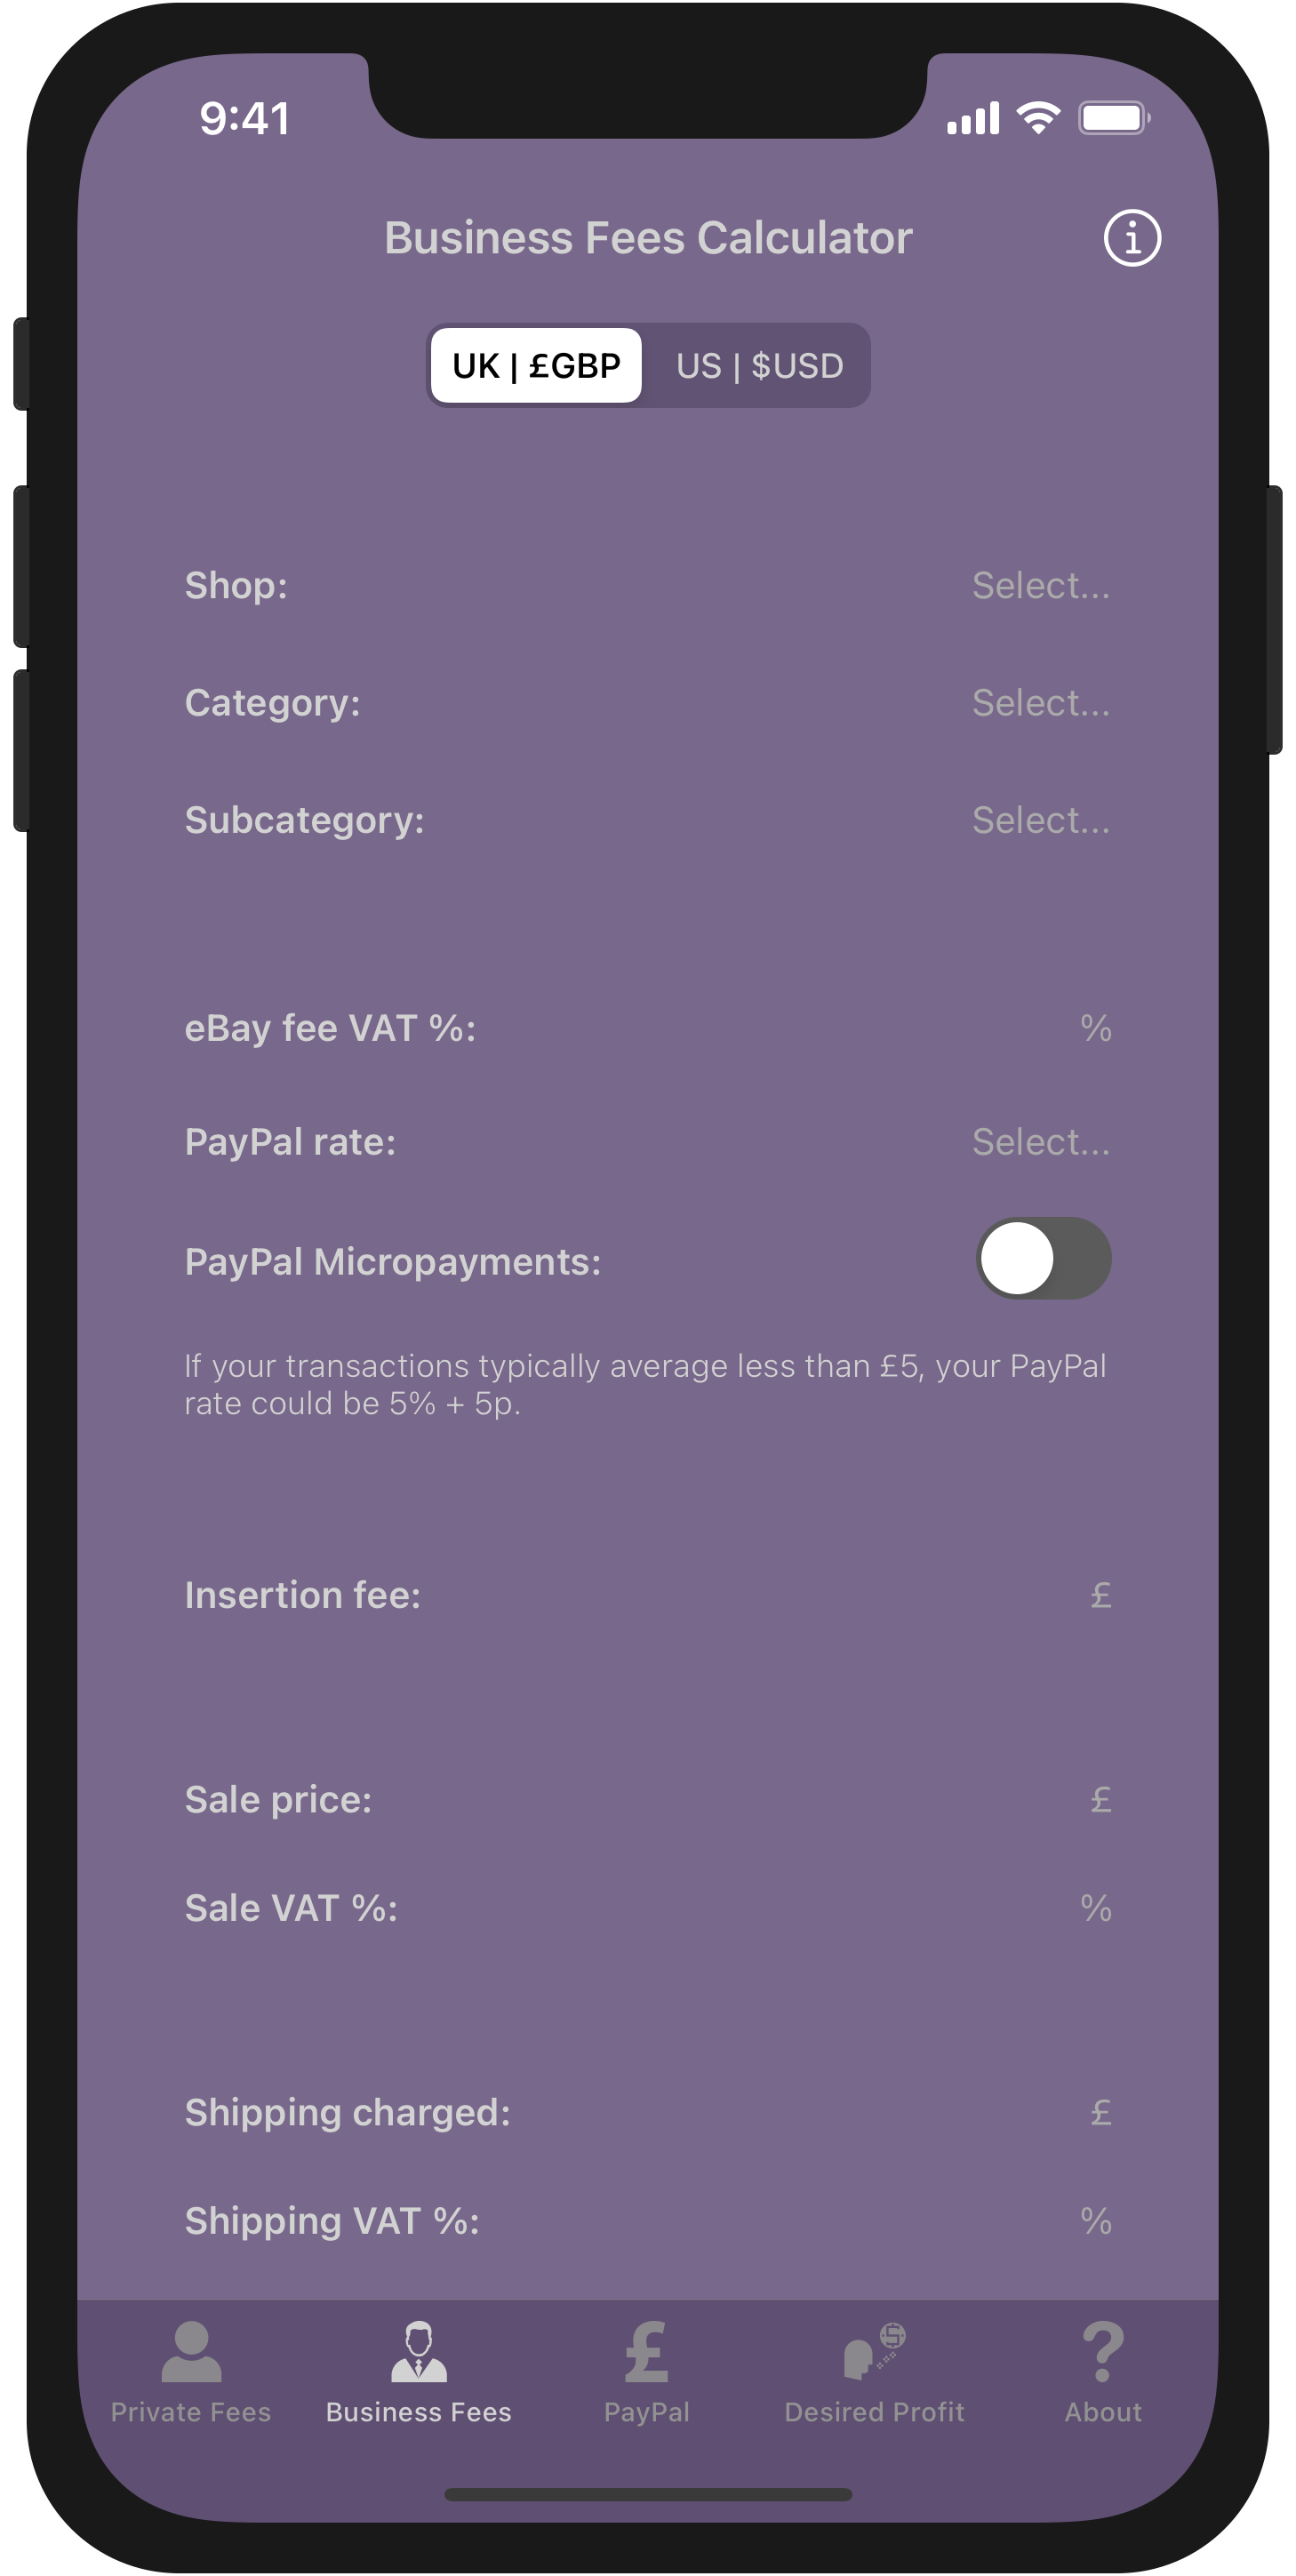 9:41
Business Fees Calculator
UK | £GBP US | $USD
Shop: Select...
Category: Select...
Subcategory: Select...
eBay fee VAT %: %
PayPal rate: Select...
PayPal Micropayments:
If your transactions typically average less than £5, your PayPal
rate could be 5% + 5p.
Insertion fee: £
Sale price: £
Sale VAT %: %
Shipping charged: £
Shipping VAT %: %
Private Fees Business Fees PayPal Desired Profit About